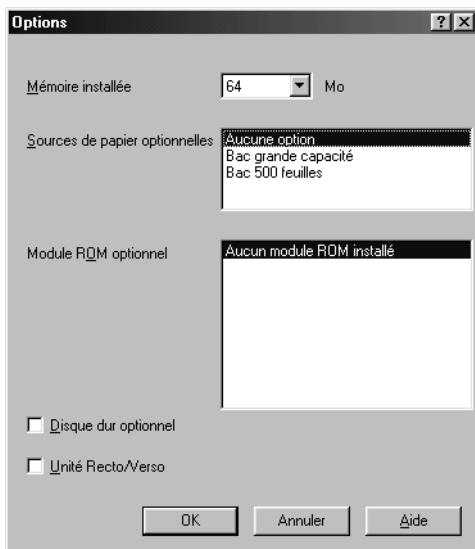 Options
Mémoire installée 64 Mo
Sources de papier optionnelles Aucune option
Bac grande capacité
Bac 500 feuilles
Module ROM optionnel Aucun module ROM installé
Disque dur optionnel
Unité Recto/Verso
OK Annuler Aide